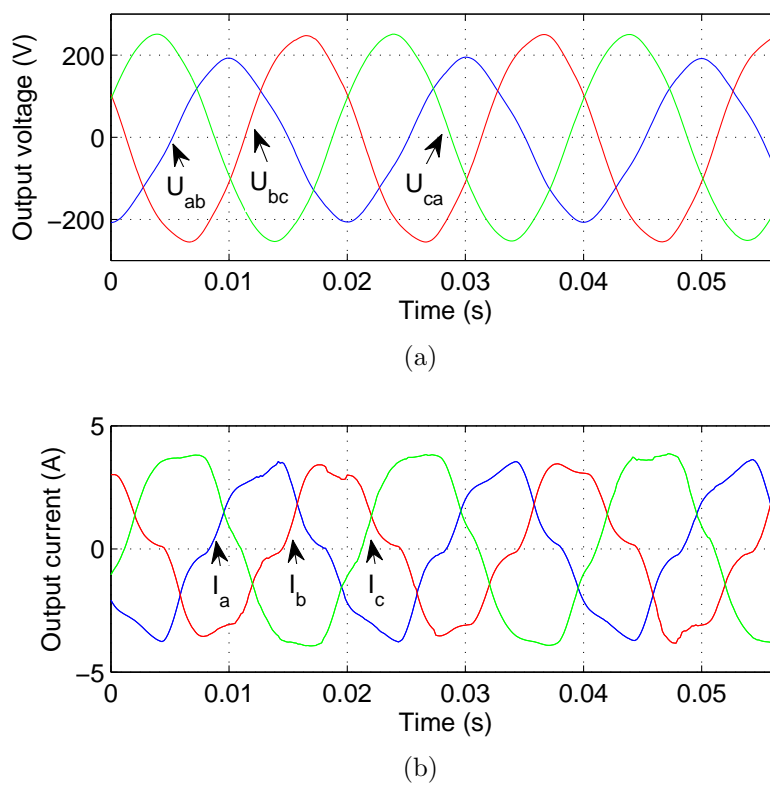 Output voltage (V)
200
0
−200
U_ab
U_bc
U_ca
0 0.01 0.02 0.03 0.04 0.05
Time (s)
(a)
Output current (A)
5
0
−5
I_a
I_b
I_c
0 0.01 0.02 0.03 0.04 0.05
Time (s)
(b)